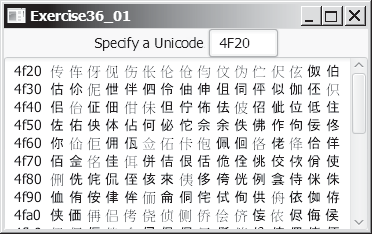 Exercise36_01
Specify a Unicode 4F20
4f20 传伡伢伣伤伥伦伧伨伩伪伫伬伭伮伯
4f30 估伱伲伳伴伵伶伷伸伹伺伻似伽伾伿
4f40 佀佁佂佃佄佅但佇佈佉佊佋佌位低住
4f50 佐佑佒体佔何佖佗佘余佚佛作佝佞佟
4f60 你佡佢佣佤佥佦佧佨佩佪佫佬佭佮佯
4f70 佰佱佲佳佴併佶佷佸佹佺佻佼佽佾使
4f80 侀侁侂侃侄侅來侇侈侉侊例侌侍侎侏
4f90 侐侑侒侓侔侕侖侗侘侙侚供侜依侞侟
4fa0 侠価侢侣侤侥侦侧侨侩侪侫侬侭侮侯